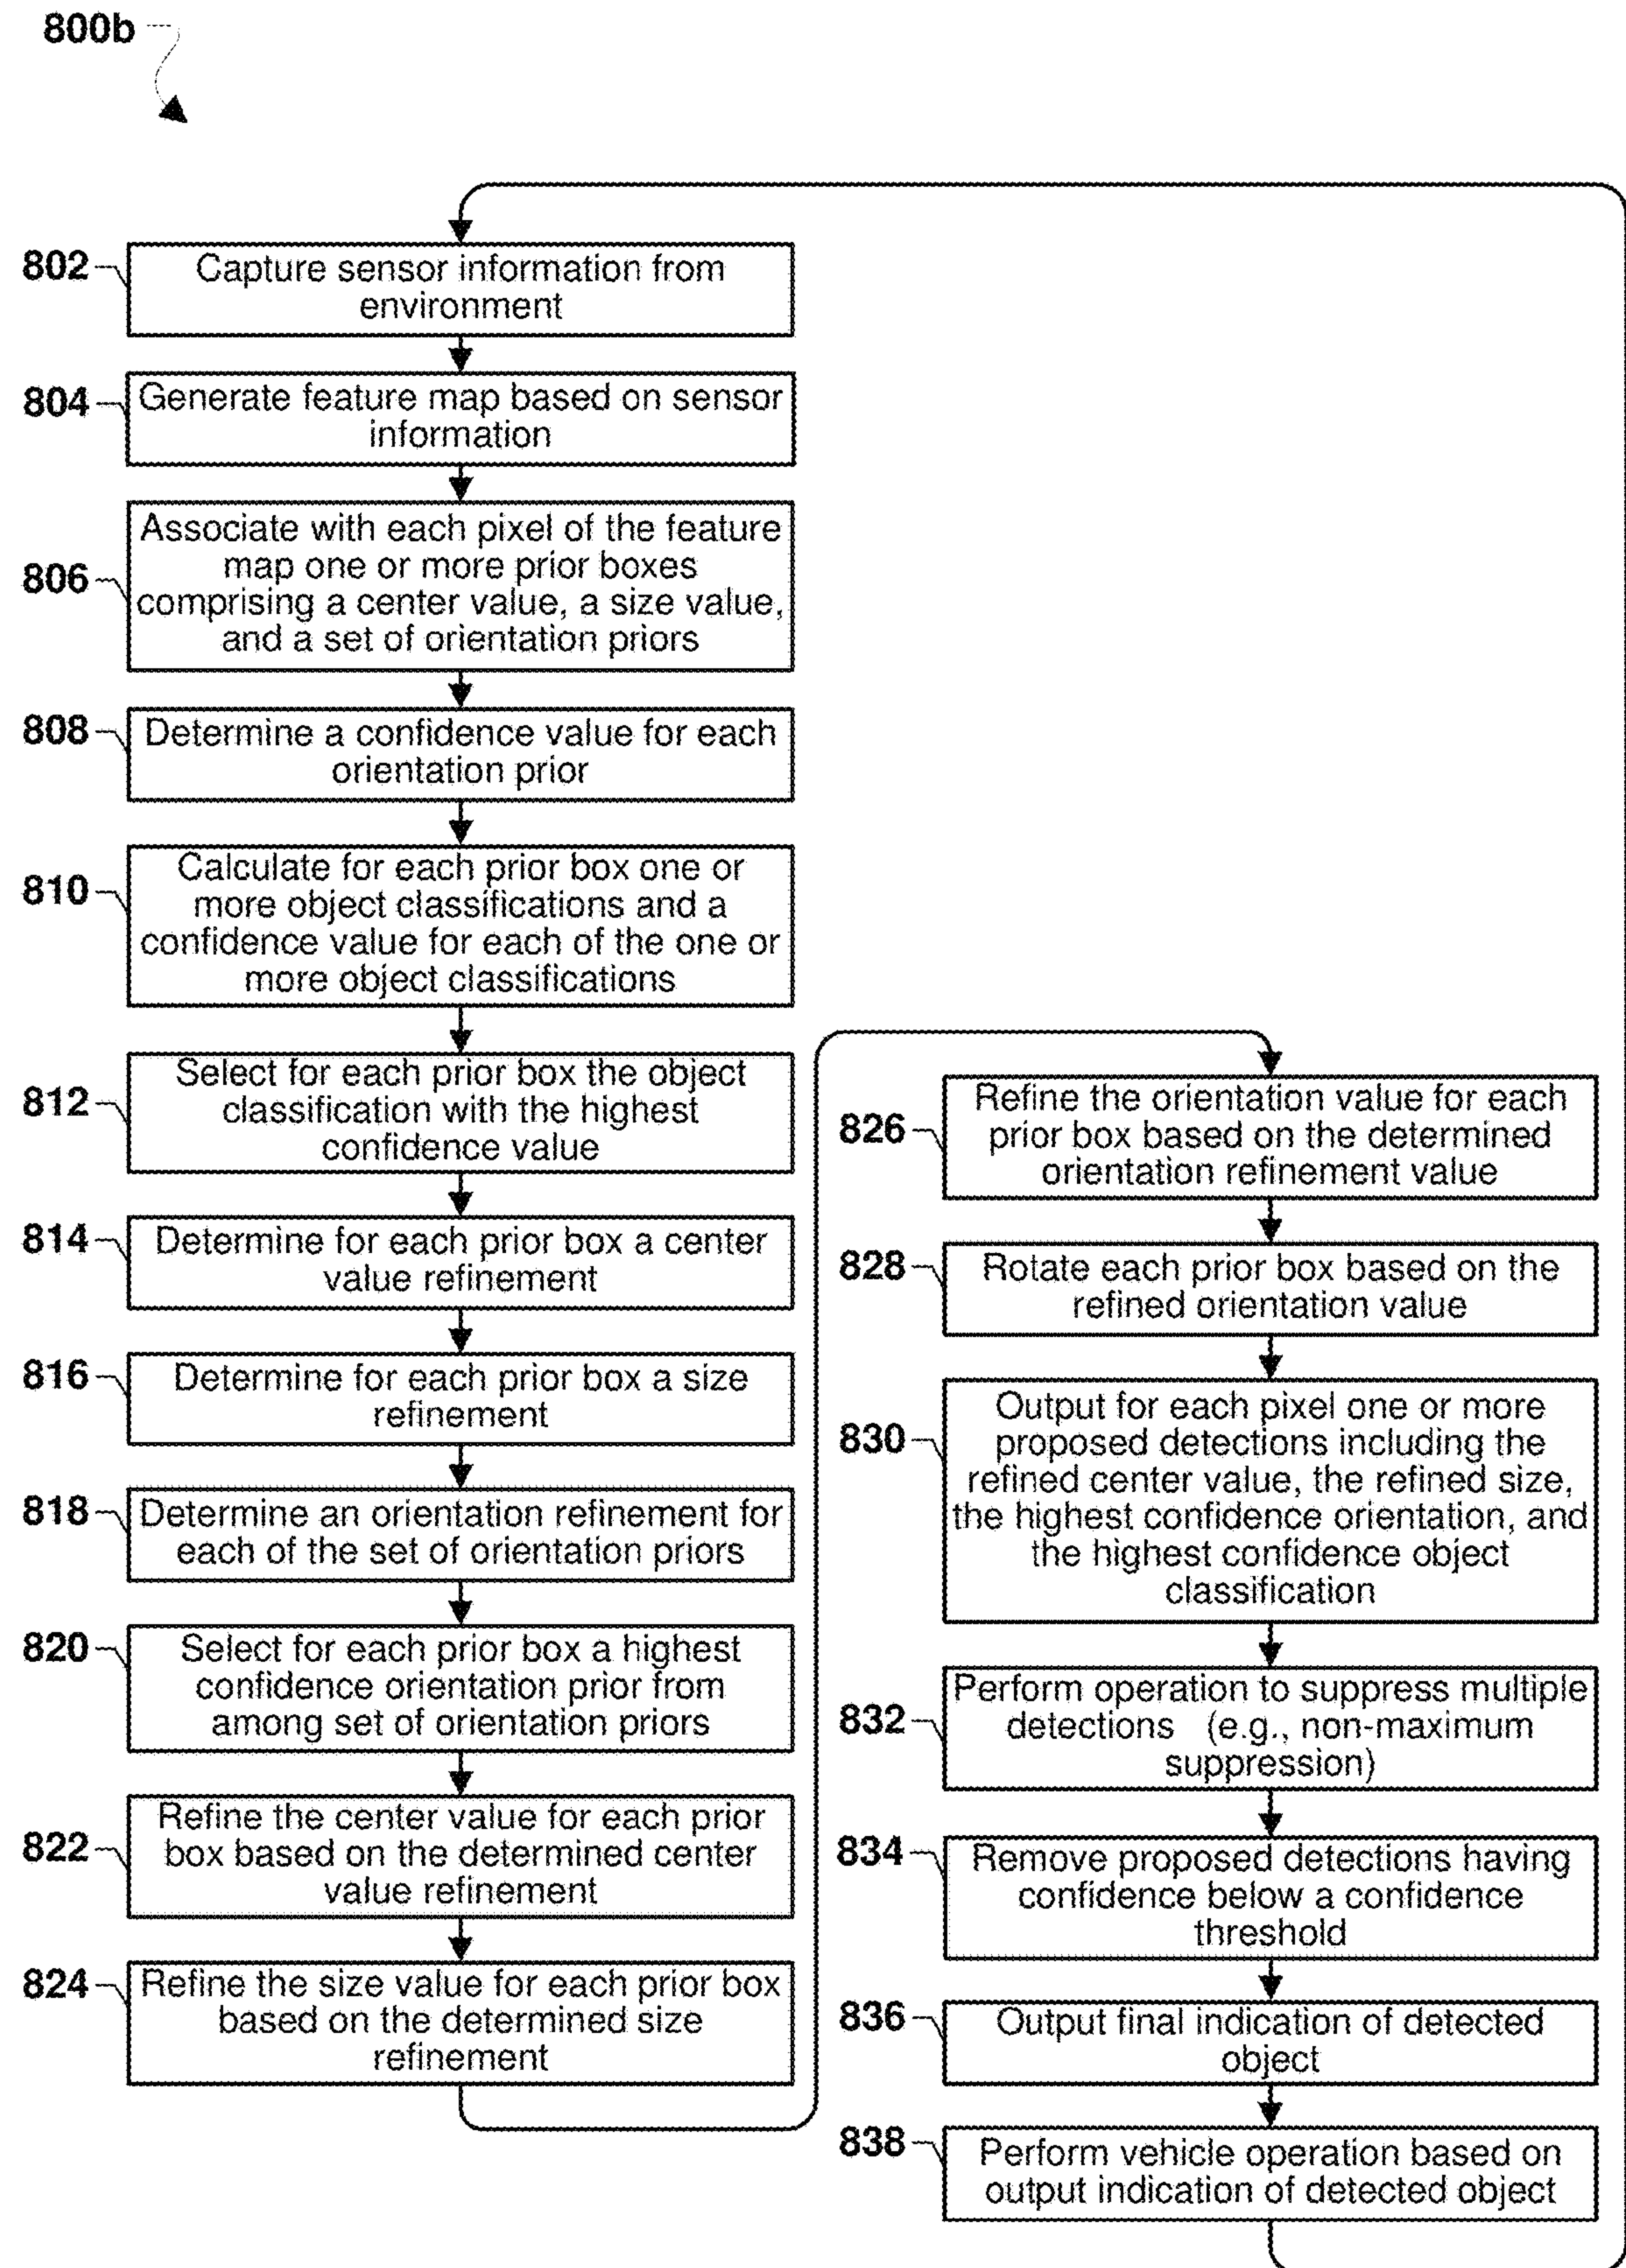 800b
802
Capture sensor information from
environment
804
Generate feature map based on sensor
information
806
Associate with each pixel of the feature
map one or more prior boxes
comprising a center value, a size value,
and a set of orientation priors
808
Determine a confidence value for each
orientation prior
810
Calculate for each prior box one or
more object classifications and a
confidence value for each of the one or
more object classifications
812
Select for each prior box the object
classification with the highest
confidence value
814
Determine for each prior box a center
value refinement
816
Determine for each prior box a size
refinement
818
Determine an orientation refinement for
each of the set of orientation priors
820
Select for each prior box a highest
confidence orientation prior from
among set of orientation priors
822
Refine the center value for each prior
box based on the determined center
value refinement
824
Refine the size value for each prior box
based on the determined size
refinement
826
Refine the orientation value for each
prior box based on the determined
orientation refinement value
828
Rotate each prior box based on the
refined orientation value
830
Output for each pixel one or more
proposed detections including the
refined center value, the refined size,
the highest confidence orientation, and
the highest confidence object
classification
832
Perform operation to suppress multiple
detections (e.g., non-maximum
suppression)
834
Remove proposed detections having
confidence below a confidence
threshold
836
Output final indication of detected
object
838
Perform vehicle operation based on
output indication of detected object